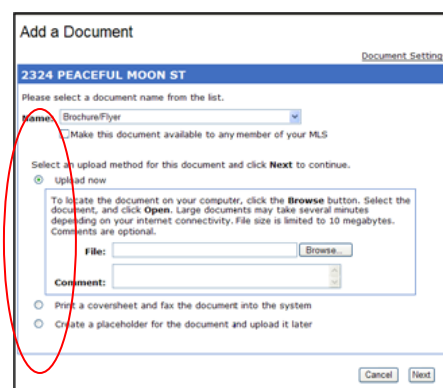 Add a Document
Document Setting
2324 PEACEFUL MOON ST
Please select a document name from the list.
Name: Brochure/Flyer
Make this document available to any member of your MLS
Select an upload method for this document and click Next to continue.
Upload now
To locate the document on your computer, click the Browse button. Select the
document, and click Open. Large documents may take several minutes
depending on your internet connectivity. File size is limited to 10 megabytes.
Comments are optional.
File: Browse...
Comment:
Print a coversheet and fax the document into the system
Create a placeholder for the document and upload it later
Cancel Next